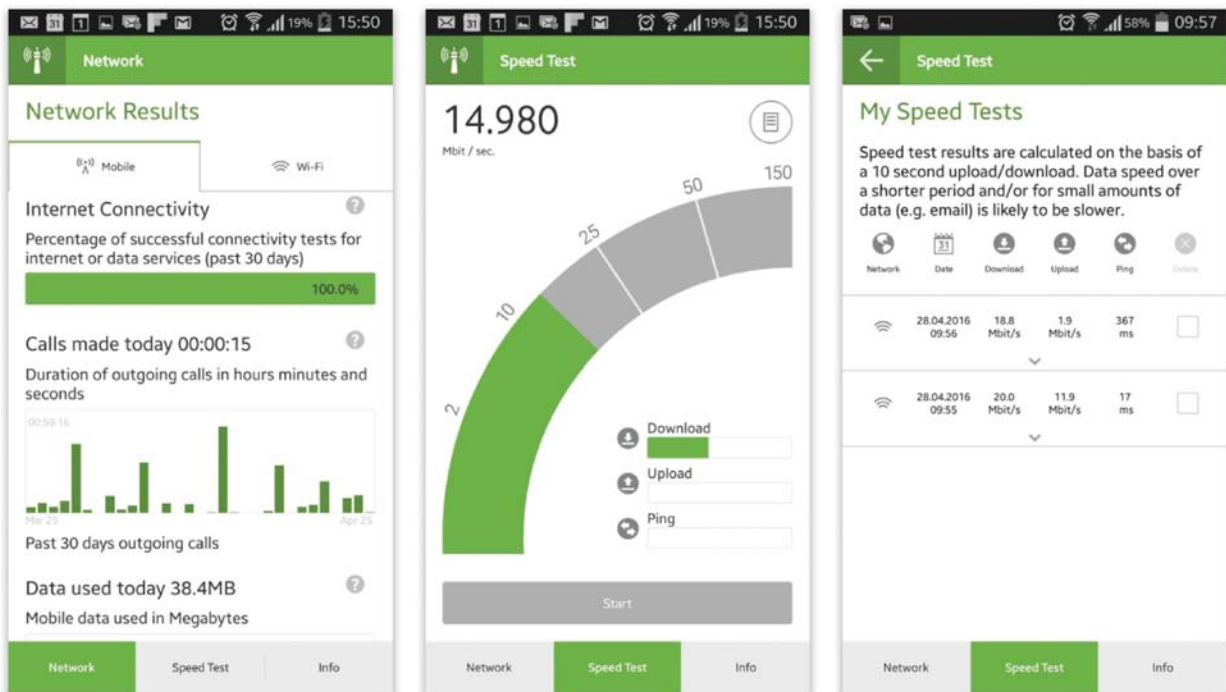 31 1 19% 15:50
Network
Network Results
Mobile
Wi-Fi
Internet Connectivity ?
Percentage of successful connectivity tests for
internet or data services (past 30 days)
100.0%
Calls made today 00:00:15 ?
Duration of outgoing calls in hours minutes and
seconds
00:59:16
Mar 25 Apr 25
Past 30 days outgoing calls
Data used today 38.4MB ?
Mobile data used in Megabytes
Network Speed Test Info
31 1 19% 15:50
Speed Test
14.980
Mbit / sec.
2
10
25
50
150
Download
Upload
Ping
Start
Network Speed Test Info
58% 09:57
Speed Test
My Speed Tests
Speed test results are calculated on the basis of
a 10 second upload/download. Data speed over
a shorter period and/or for small amounts of
data (e.g. email) is likely to be slower.
31
Network Date Download Upload Ping Delete
28.04.2016 18.8 1.9 367
09:56 Mbit/s Mbit/s ms
28.04.2016 20.0 11.9 17
09:55 Mbit/s Mbit/s ms
Network Speed Test Info